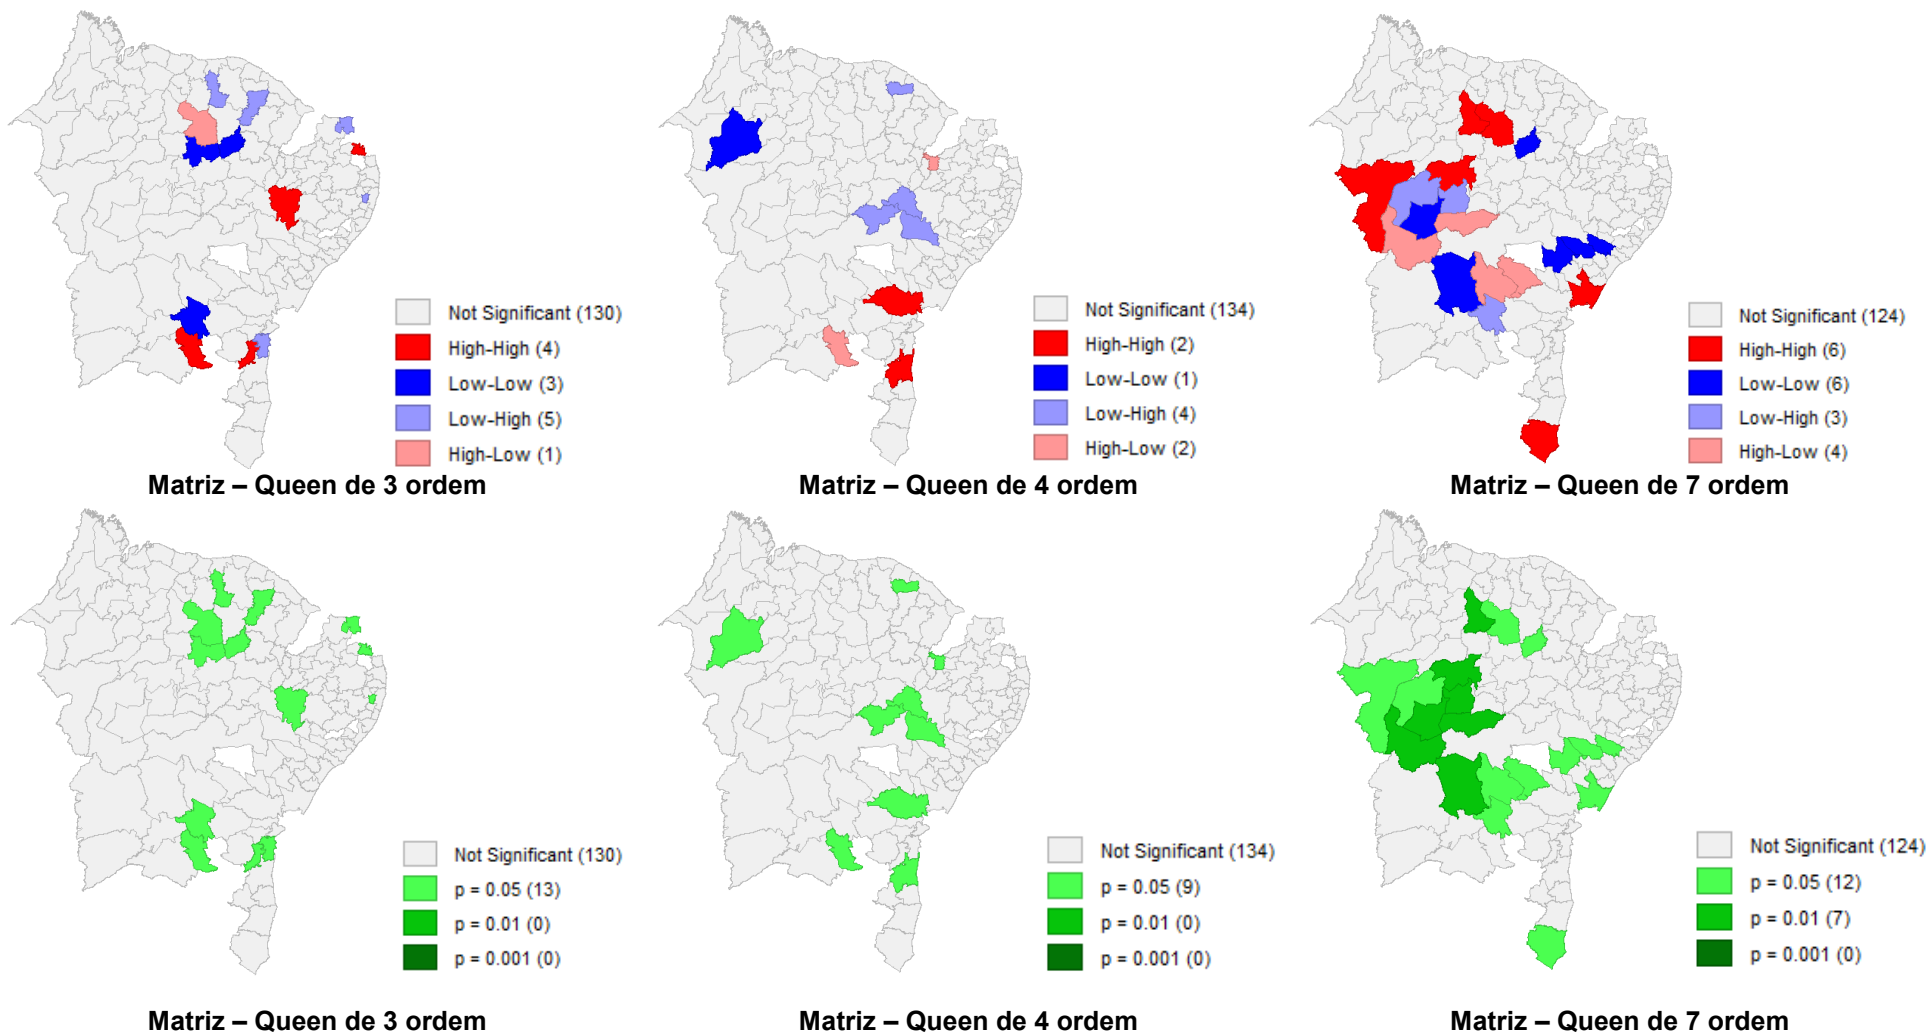 Not Significant (130)
High-High (4)
Low-Low (3)
Low-High (5)
High-Low (1)
Matriz – Queen de 3 ordem
Not Significant (134)
High-High (2)
Low-Low (1)
Low-High (4)
High-Low (2)
Matriz – Queen de 4 ordem
Not Significant (124)
High-High (6)
Low-Low (6)
Low-High (3)
High-Low (4)
Matriz – Queen de 7 ordem
Not Significant (130)
p = 0.05 (13)
p = 0.01 (0)
p = 0.001 (0)
Matriz – Queen de 3 ordem
Not Significant (134)
p = 0.05 (9)
p = 0.01 (0)
p = 0.001 (0)
Matriz – Queen de 4 ordem
Not Significant (124)
p = 0.05 (12)
p = 0.01 (7)
p = 0.001 (0)
Matriz – Queen de 7 ordem